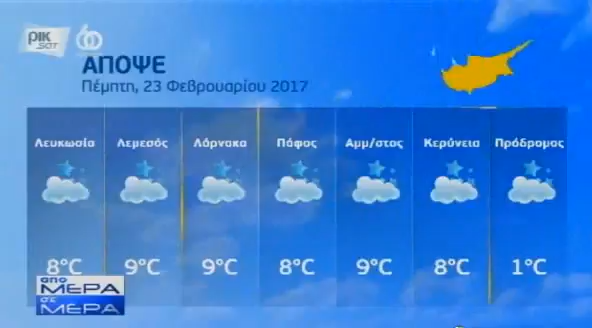 ΡΙΚ
SAT
60
ΑΠΟΨΕ
Πέμπτη, 23 Φεβρουαρίου 2017
Λευκωσία Λεμεσός Λάρνακα Πάφος Αμμ/στος Κερύνεια Πρόδρομος
8°C 9°C 9°C 8°C 9°C 8°C 1°C
από
ΜΕΡΑ
σε
ΜΕΡΑ